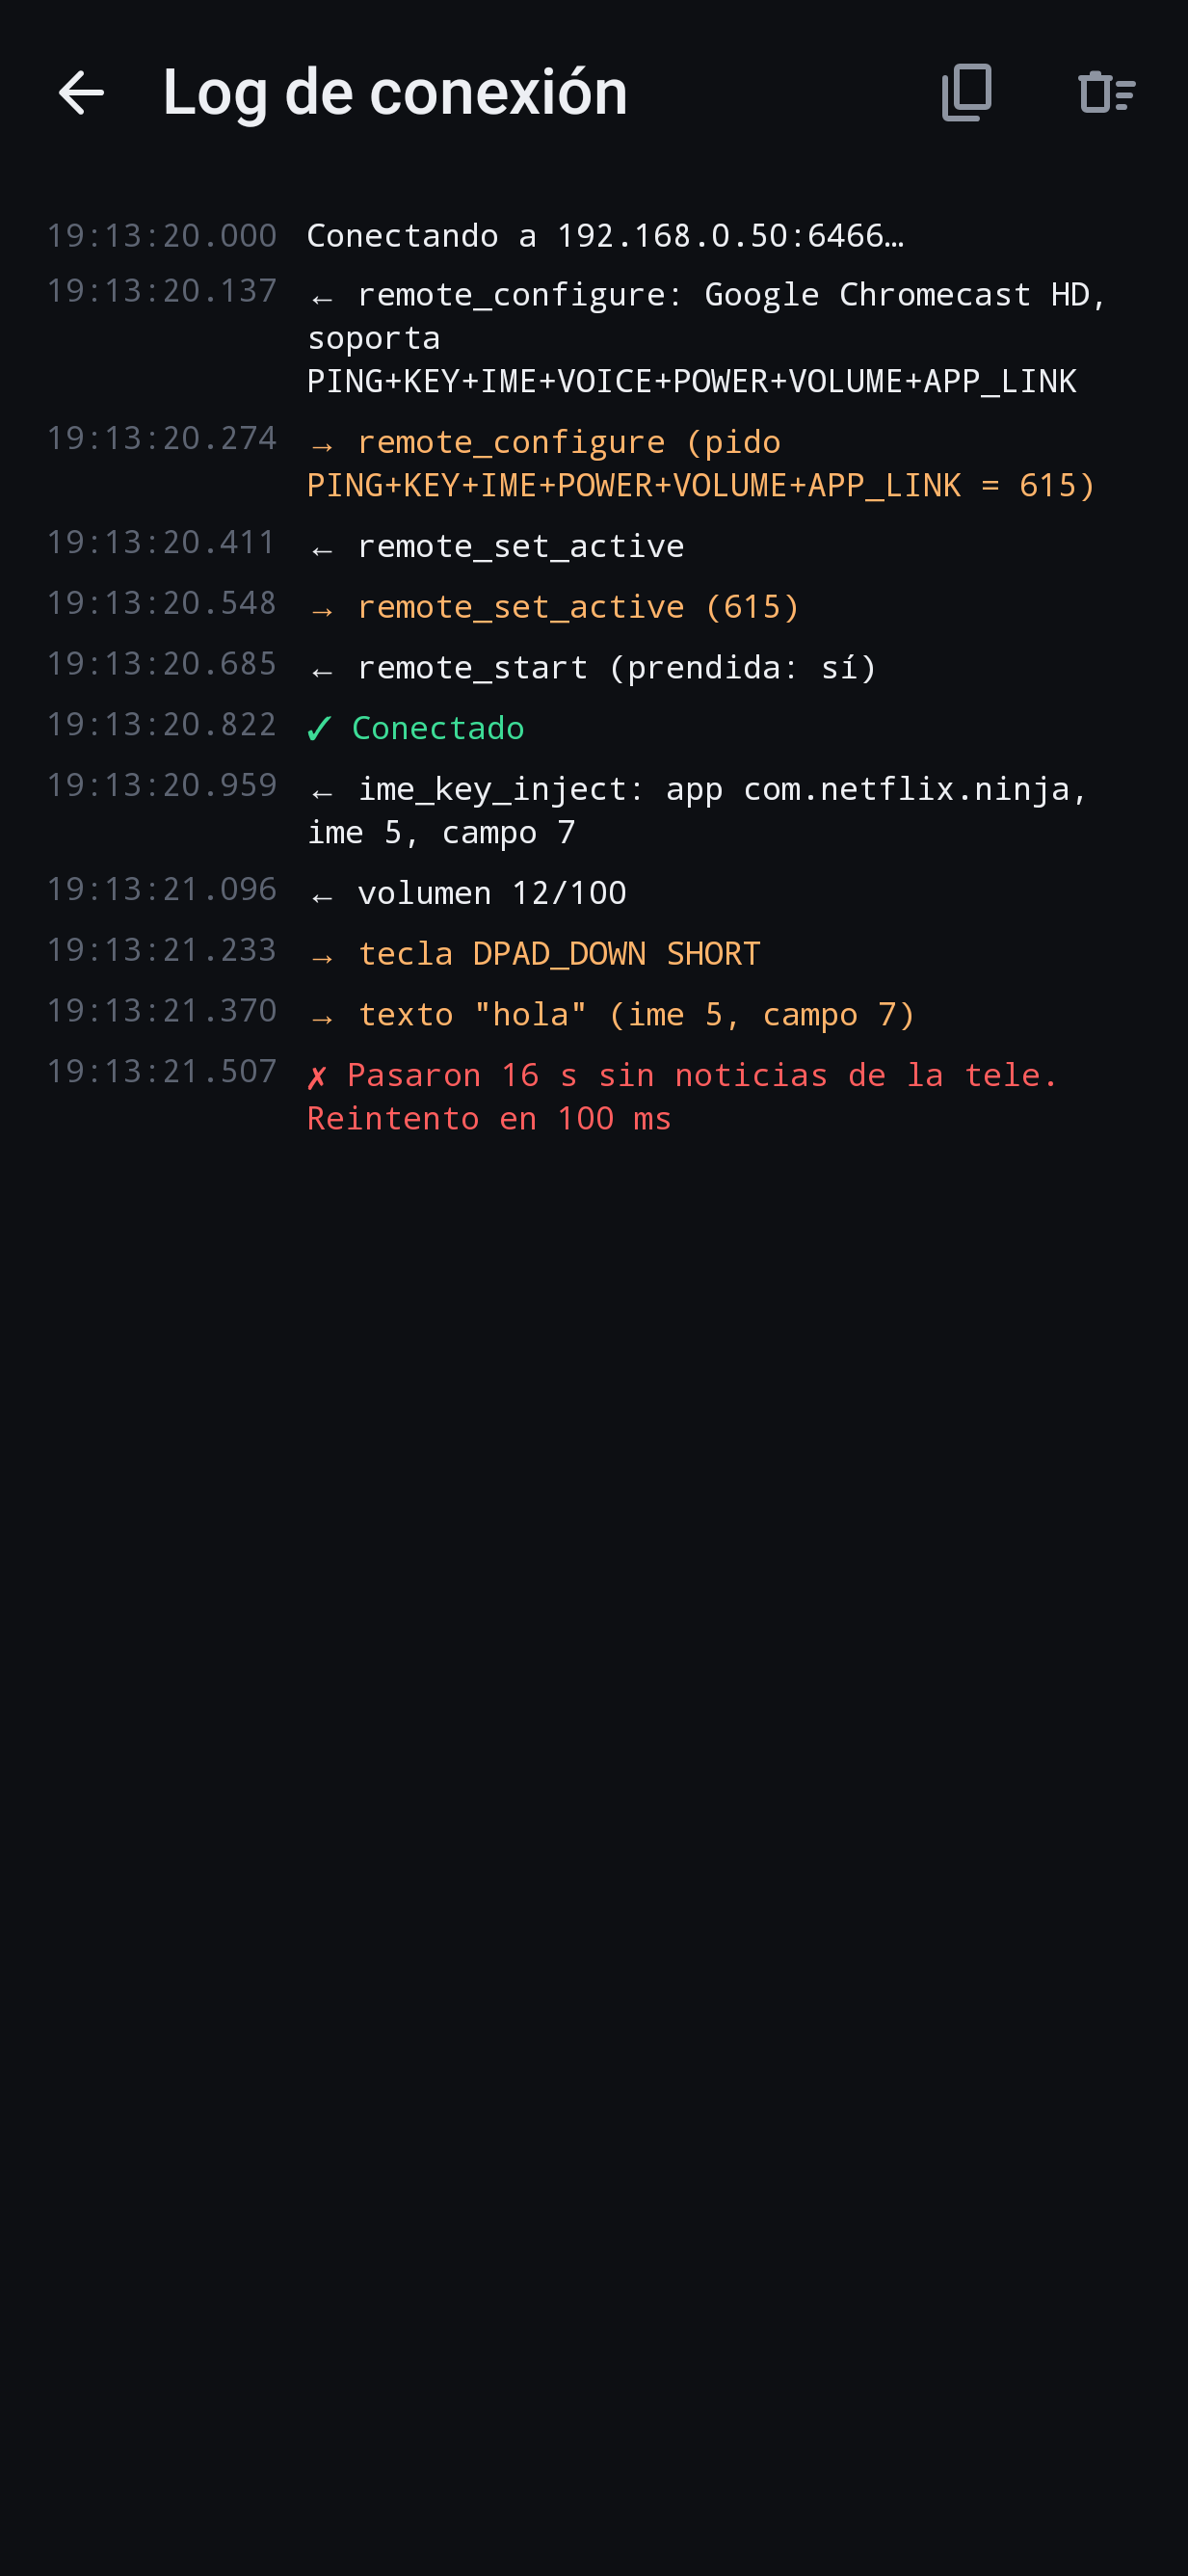 Log de conexión
19:13:20.000 Conectando a 192.168.0.50:6466…
19:13:20.137 ← remote_configure: Google Chromecast HD,
soporta
PING+KEY+IME+VOICE+POWER+VOLUME+APP_LINK
19:13:20.274 → remote_configure (pido
PING+KEY+IME+POWER+VOLUME+APP_LINK = 615)
19:13:20.411 ← remote_set_active
19:13:20.548 → remote_set_active (615)
19:13:20.685 ← remote_start (prendida: sí)
19:13:20.822 ✓ Conectado
19:13:20.959 ← ime_key_inject: app com.netflix.ninja,
ime 5, campo 7
19:13:21.096 ← volumen 12/100
19:13:21.233 → tecla DPAD_DOWN SHORT
19:13:21.370 → texto "hola" (ime 5, campo 7)
19:13:21.507 ✗ Pasaron 16 s sin noticias de la tele.
Reintento en 100 ms